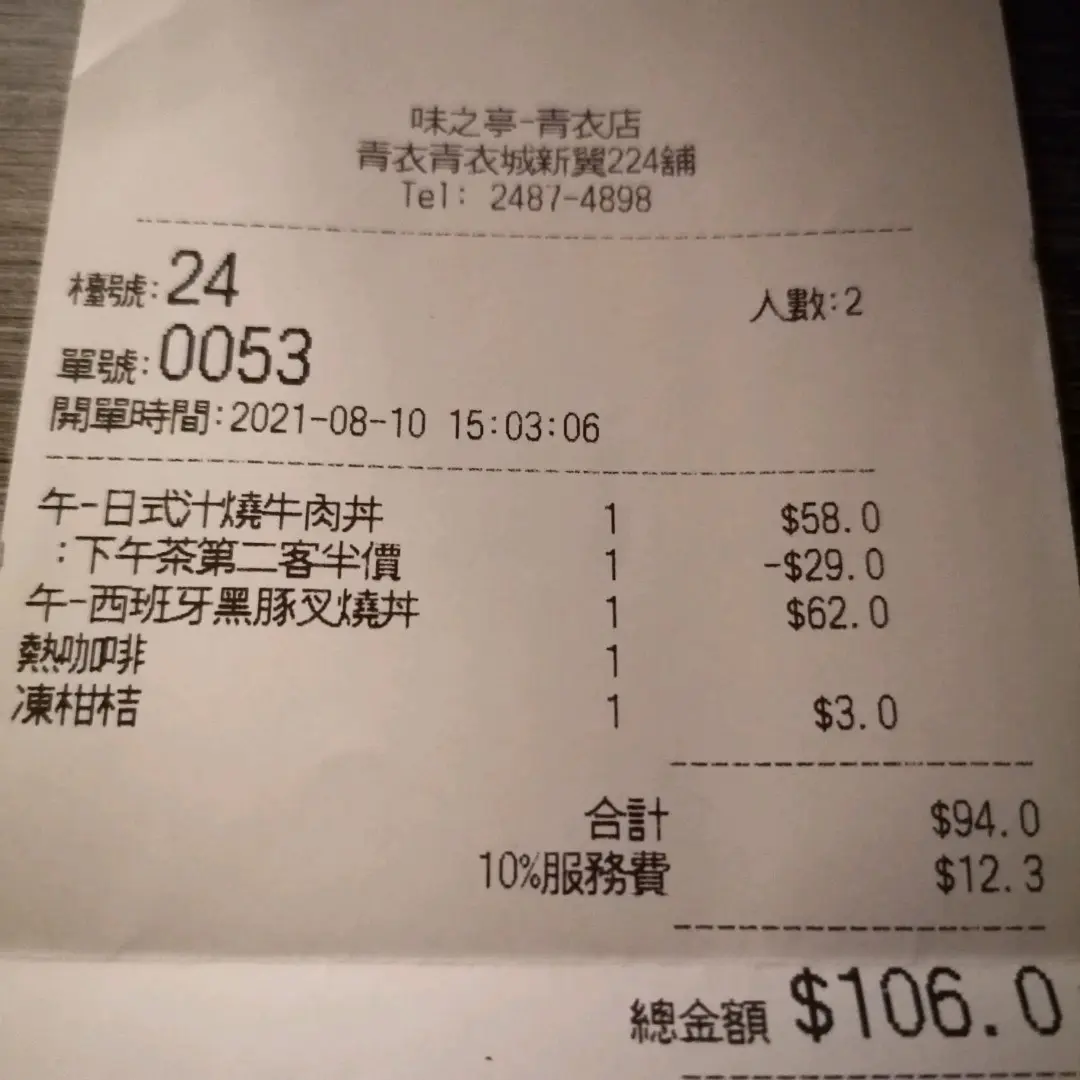 味之亭-青衣店
青衣青衣城新翼224舖
Tel: 2487-4898
檯號:24
人數:2
單號:0053
開單時間:2021-08-10 15:03:06
午-日式汁燒牛肉丼 1 $58.0
:下午茶第二客半價 1 -$29.0
午-西班牙黑豚叉燒丼 1 $62.0
熱咖啡 1
凍柑桔 1 $3.0
合計 $94.0
10%服務費 $12.3
總金額 $106.0